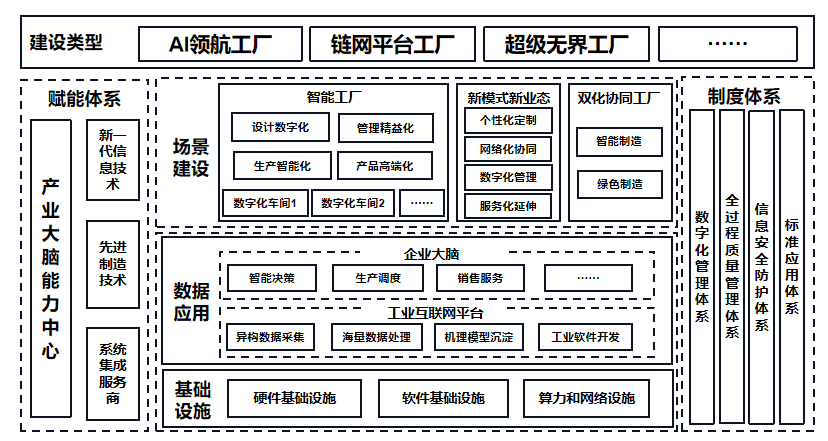 建设类型
AI领航工厂
链网平台工厂
超级无界工厂
······
赋能体系
产业大脑能力中心
新一
代信
息技
术
先进
制造
技术
系统
集成
服务
商
场景
建设
智能工厂
设计数字化
管理精益化
生产智能化
产品高端化
数字化车间1
数字化车间2
······
新模式新业态
个性化定制
网络化协同
数字化管理
服务化延伸
双化协同工厂
智能制造
绿色制造
数据
应用
企业大脑
智能决策
生产调度
销售服务
······
工业互联网平台
异构数据采集
海量数据处理
机理模型沉淀
工业软件开发
基础
设施
硬件基础设施
软件基础设施
算力和网络设施
制度体系
数字化管理体系
全过程质量管理体系
信息安全防护体系
标准应用体系